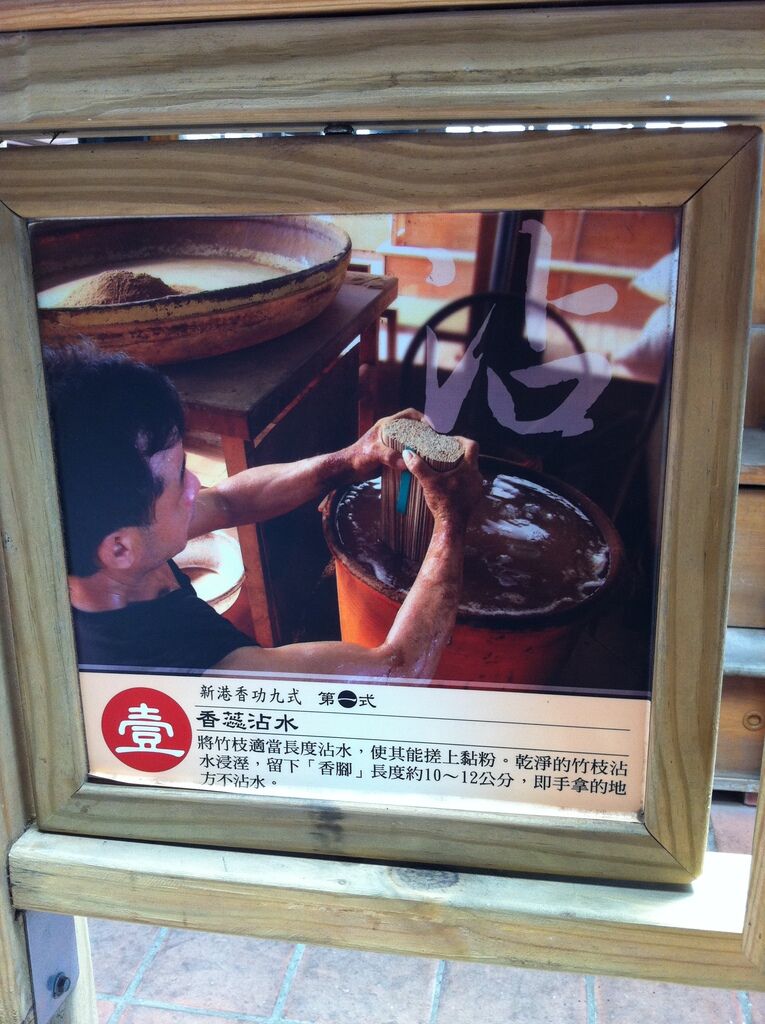 沾
壹
新港香功九式 第一式
香蕊沾水
將竹枝適當長度沾水，使其能搓上黏粉。乾淨的竹枝沾
水浸溼，留下「香腳」長度約10～12公分，即手拿的地
方不沾水。